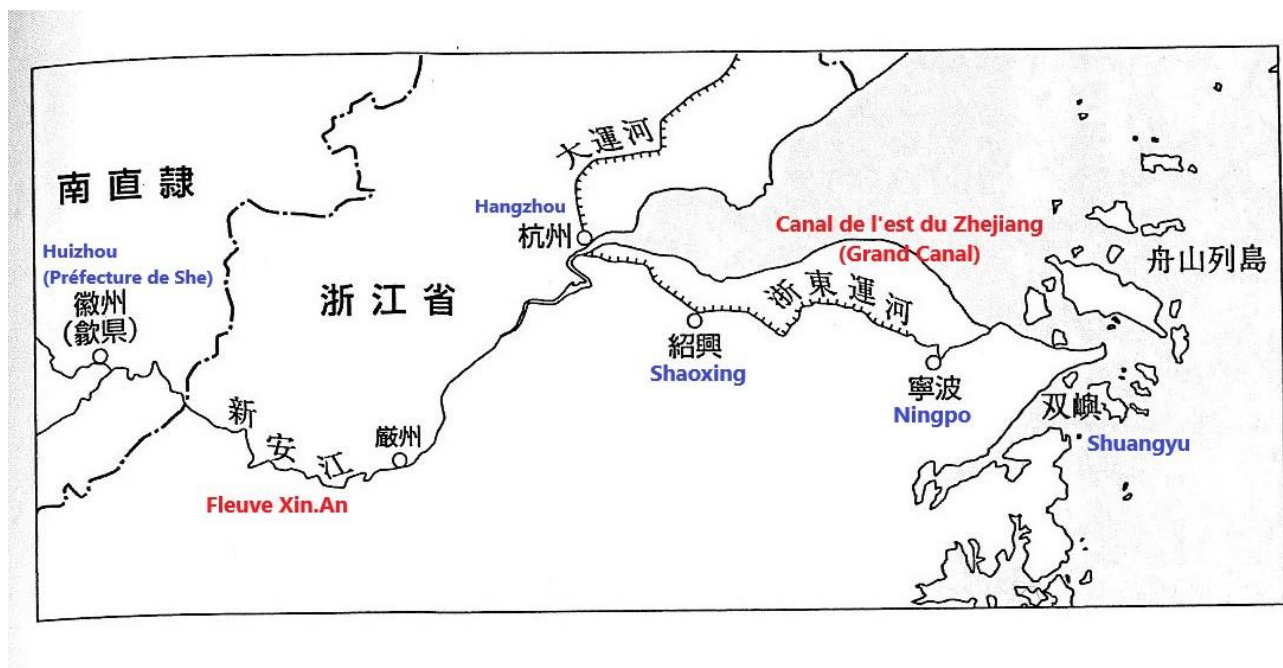 大運河
南直隷
Hangzhou
杭州
Canal de l'est du Zhejiang
(Grand Canal)
Huizhou
(Préfecture de She)
徽州
(歙県)
浙江省
舟山列島
浙東運河
紹興
Shaoxing
寧波
Ningpo
双嶼
Shuangyu
新安江
厳州
Fleuve Xin.An